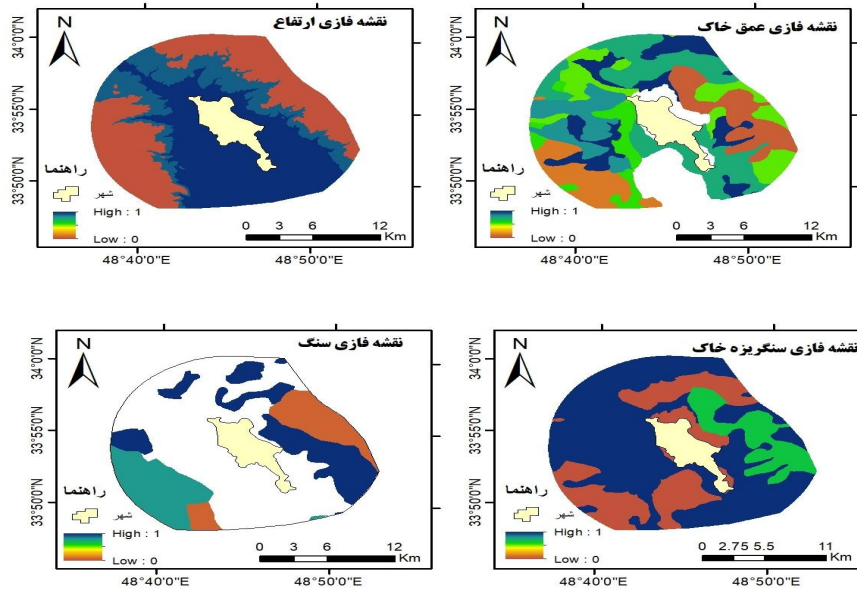 نقشه فازی ارتفاع
N
34°0'0"N
33°55'0"N
33°50'0"N
راهنما
شهر
High : 1
Low : 0
0 3 6 12
Km
48°40'0"E 48°50'0"E
نقشه فازی عمق خاک
N
34°0'0"N
33°55'0"N
33°50'0"N
راهنما
شهر
High : 1
Low : 0
0 3 6 12
Km
48°40'0"E 48°50'0"E
نقشه فازی سنگ
N
34°0'0"N
33°55'0"N
33°50'0"N
راهنما
شهر
High : 1
Low : 0
0 3 6 12
Km
48°40'0"E 48°50'0"E
نقشه فازی سنگریزه خاک
N
34°0'0"N
33°55'0"N
33°50'0"N
راهنما
شهر
High : 1
Low : 0
0 2.75 5.5 11
Km
48°40'0"E 48°50'0"E